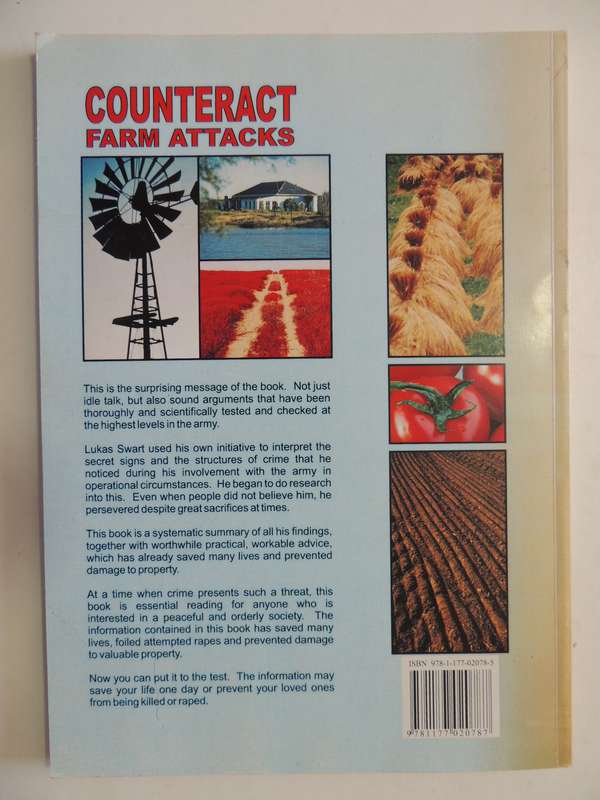 COUNTERACT
FARM ATTACKS
This is the surprising message of the book. Not just
idle talk, but also sound arguments that have been
thoroughly and scientifically tested and checked at
the highest levels in the army.
Lukas Swart used his own initiative to interpret the
secret signs and the structures of crime that he
noticed during his involvement with the army in
operational circumstances. He began to do research
into this. Even when people did not believe him, he
persevered despite great sacrifices at times.
This book is a systematic summary of all his findings,
together with worthwhile practical, workable advice,
which has already saved many lives and prevented
damage to property.
At a time when crime presents such a threat, this
book is essential reading for anyone who is
interested in a peaceful and orderly society. The
information contained in this book has saved many
lives, foiled attempted rapes and prevented damage
to valuable property.
Now you can put it to the test. The information may
save your life one day or prevent your loved ones
from being killed or raped.
ISBN 978-1-177-02078-5
9 781177 020787